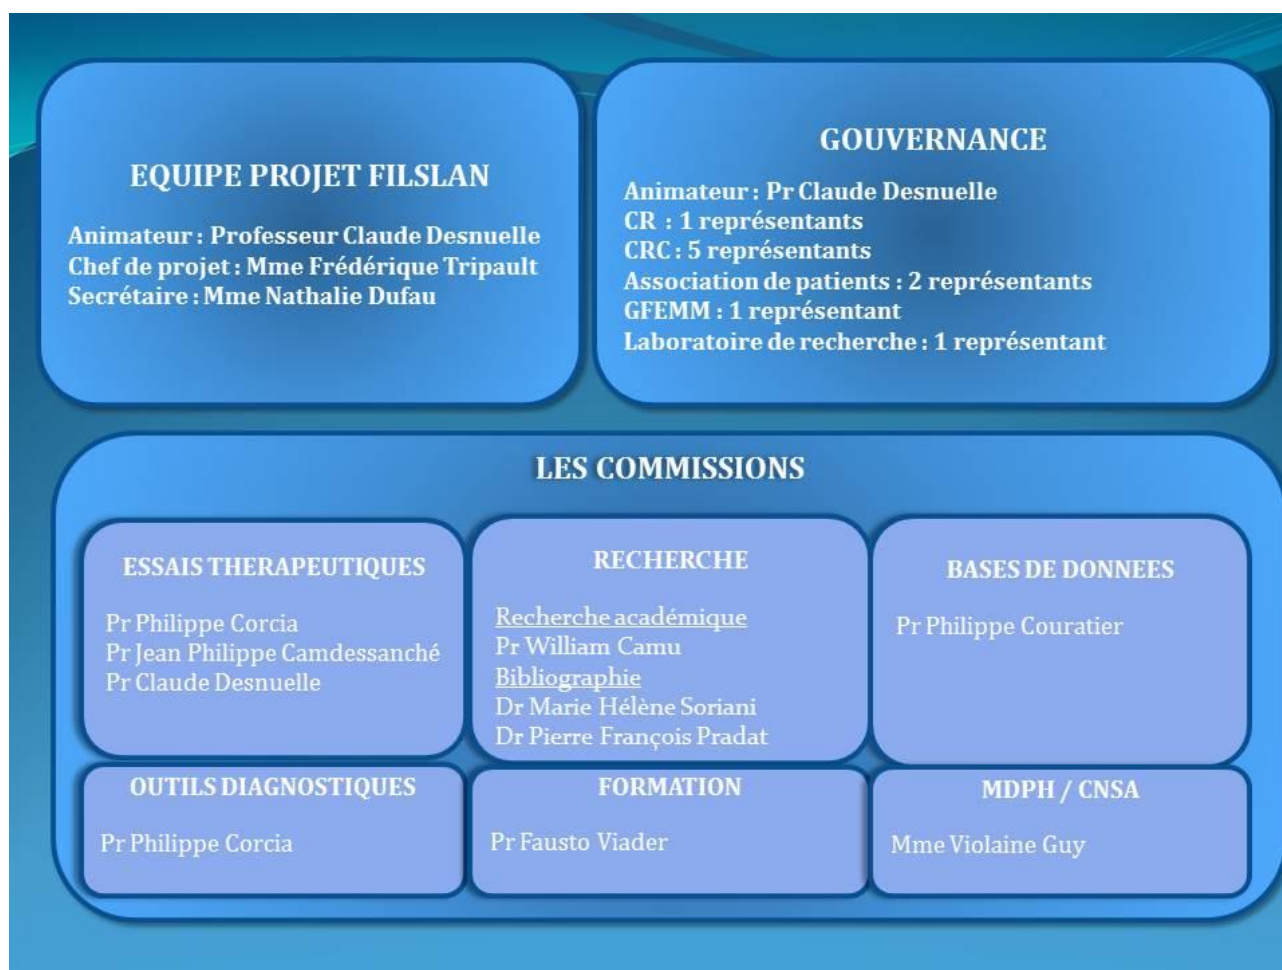 EQUIPE PROJET FILSLAN
Animateur : Professeur Claude Desnuelle
Chef de projet : Mme Frédérique Tripault
Secrétaire : Mme Nathalie Dufau
GOUVERNANCE
Animateur : Pr Claude Desnuelle
CR : 1 représentants
CRC : 5 représentants
Association de patients : 2 représentants
GFEMM : 1 représentant
Laboratoire de recherche : 1 représentant
LES COMMISSIONS
ESSAIS THERAPEUTIQUES
Pr Philippe Corcia
Pr Jean Philippe Camdessanché
Pr Claude Desnuelle
RECHERCHE
Recherche académique
Pr William Camu
Bibliographie
Dr Marie Hélène Soriani
Dr Pierre François Pradat
BASES DE DONNEES
Pr Philippe Couratier
OUTILS DIAGNOSTIQUES
Pr Philippe Corcia
FORMATION
Pr Fausto Viader
MDPH / CNSA
Mme Violaine Guy